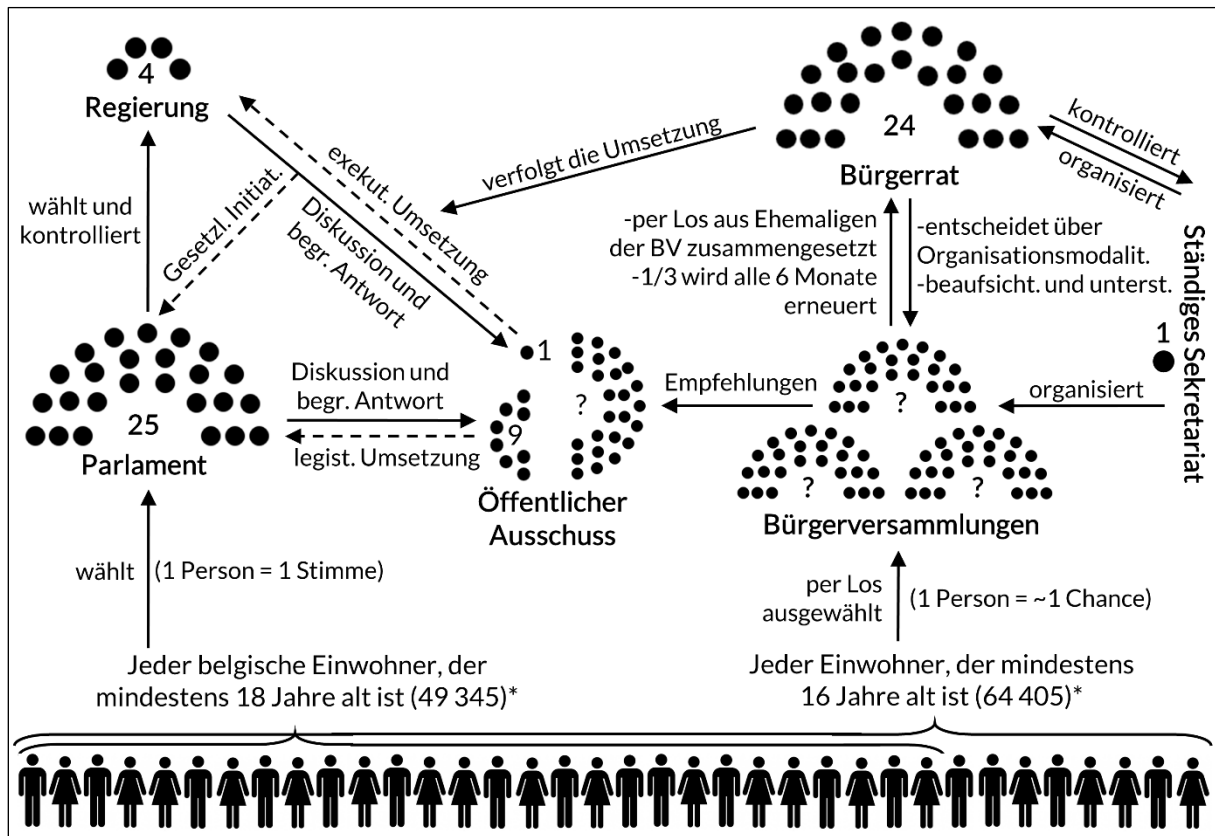 4
Regierung
24
Bürgerrat
kontrolliert
organisiert
verfolgt die Umsetzung
exekut. Umsetzung
Diskussion und
begr. Antwort
Gesetzl. Initiat.
wählt und
kontrolliert
-per Los aus Ehemaligen
der BV zusammengesetzt
-1/3 wird alle 6 Monate
erneuert
-entscheidet über
Organisationsmodalit.
-beaufsicht. und unterst.
Ständiges Sekretariat
1
organisiert
25
Parlament
Diskussion und
begr. Antwort
legist. Umsetzung
1
?
9
Öffentlicher
Ausschuss
Empfehlungen
?
?
?
Bürgerversammlungen
wählt
(1 Person = 1 Stimme)
per Los
ausgewählt
(1 Person = ~1 Chance)
Jeder belgische Einwohner, der
mindestens 18 Jahre alt ist (49 345)*
Jeder Einwohner, der mindestens
16 Jahre alt ist (64 405)*